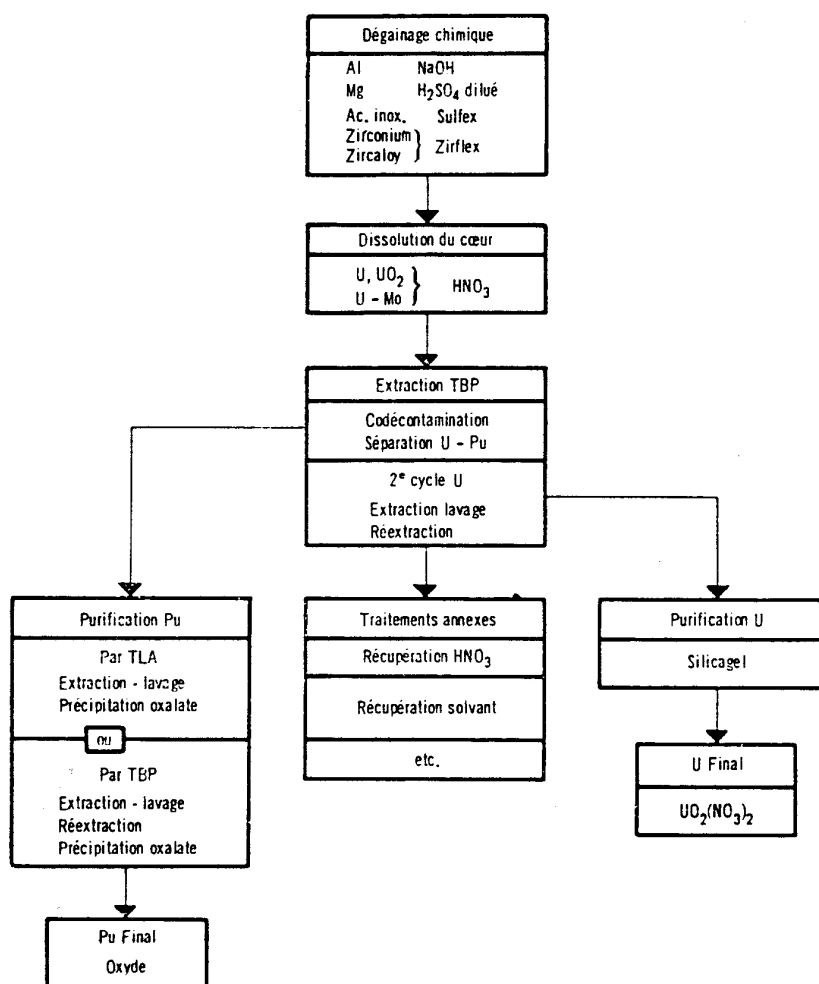 Dégainage chimique
Al NaOH
Mg H₂SO₄ dilué
Ac. inox. Sulfex
Zirconium
Zircaloy } Zirflex
Dissolution du cœur
U, UO₂
U - Mo } HNO₃
Extraction TBP
Codécontamination
Séparation U - Pu
2e cycle U
Extraction lavage
Réextraction
Purification Pu
Par TLA
Extraction - lavage
Précipitation oxalate
ou
Par TBP
Extraction - lavage
Réextraction
Précipitation oxalate
Pu Final
Oxyde
Traitements annexes
Récupération HNO₃
Récupération solvant
etc.
Purification U
Silicagel
U Final
UO₂(NO₃)₂